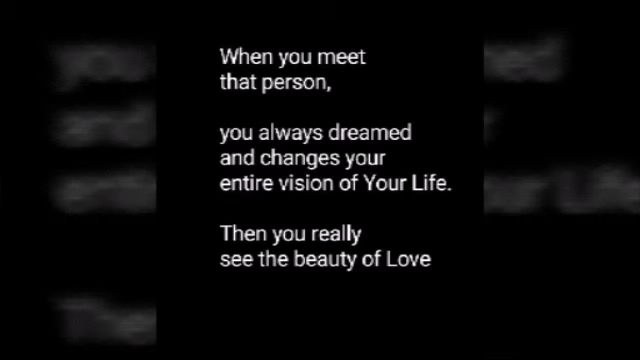 When you meet
that person,
you always dreamed
and changes your
entire vision of Your Life.
Then you really
see the beauty of Love